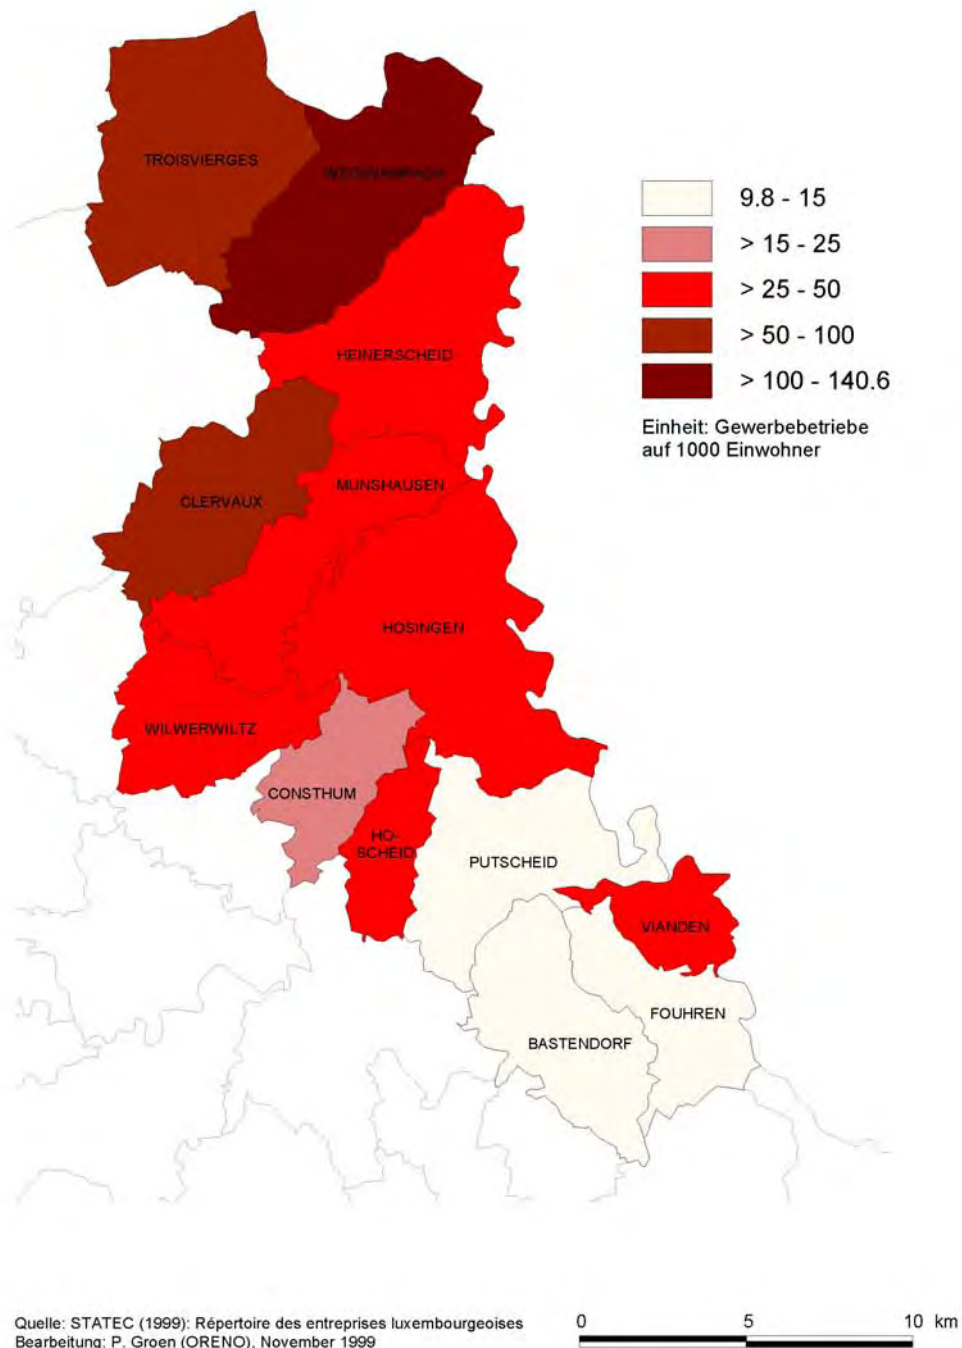 TROISVIERGES
WEISWAMPACH
9.8 - 15
> 15 - 25
> 25 - 50
> 50 - 100
> 100 - 140.6
Einheit: Gewerbebetriebe
auf 1000 Einwohner
HEINERSCHEID
MUNSHAUSEN
CLERVAUX
HOSINGEN
WILWERWILTZ
CONSTHUM
HO-
SCHEID
PUTSCHEID
VIANDEN
FOUHREN
BASTENDORF
Quelle: STATEC (1999): Répertoire des entreprises luxembourgeoises
Bearbeitung: P. Groen (ORENO), November 1999
0 5 10 km